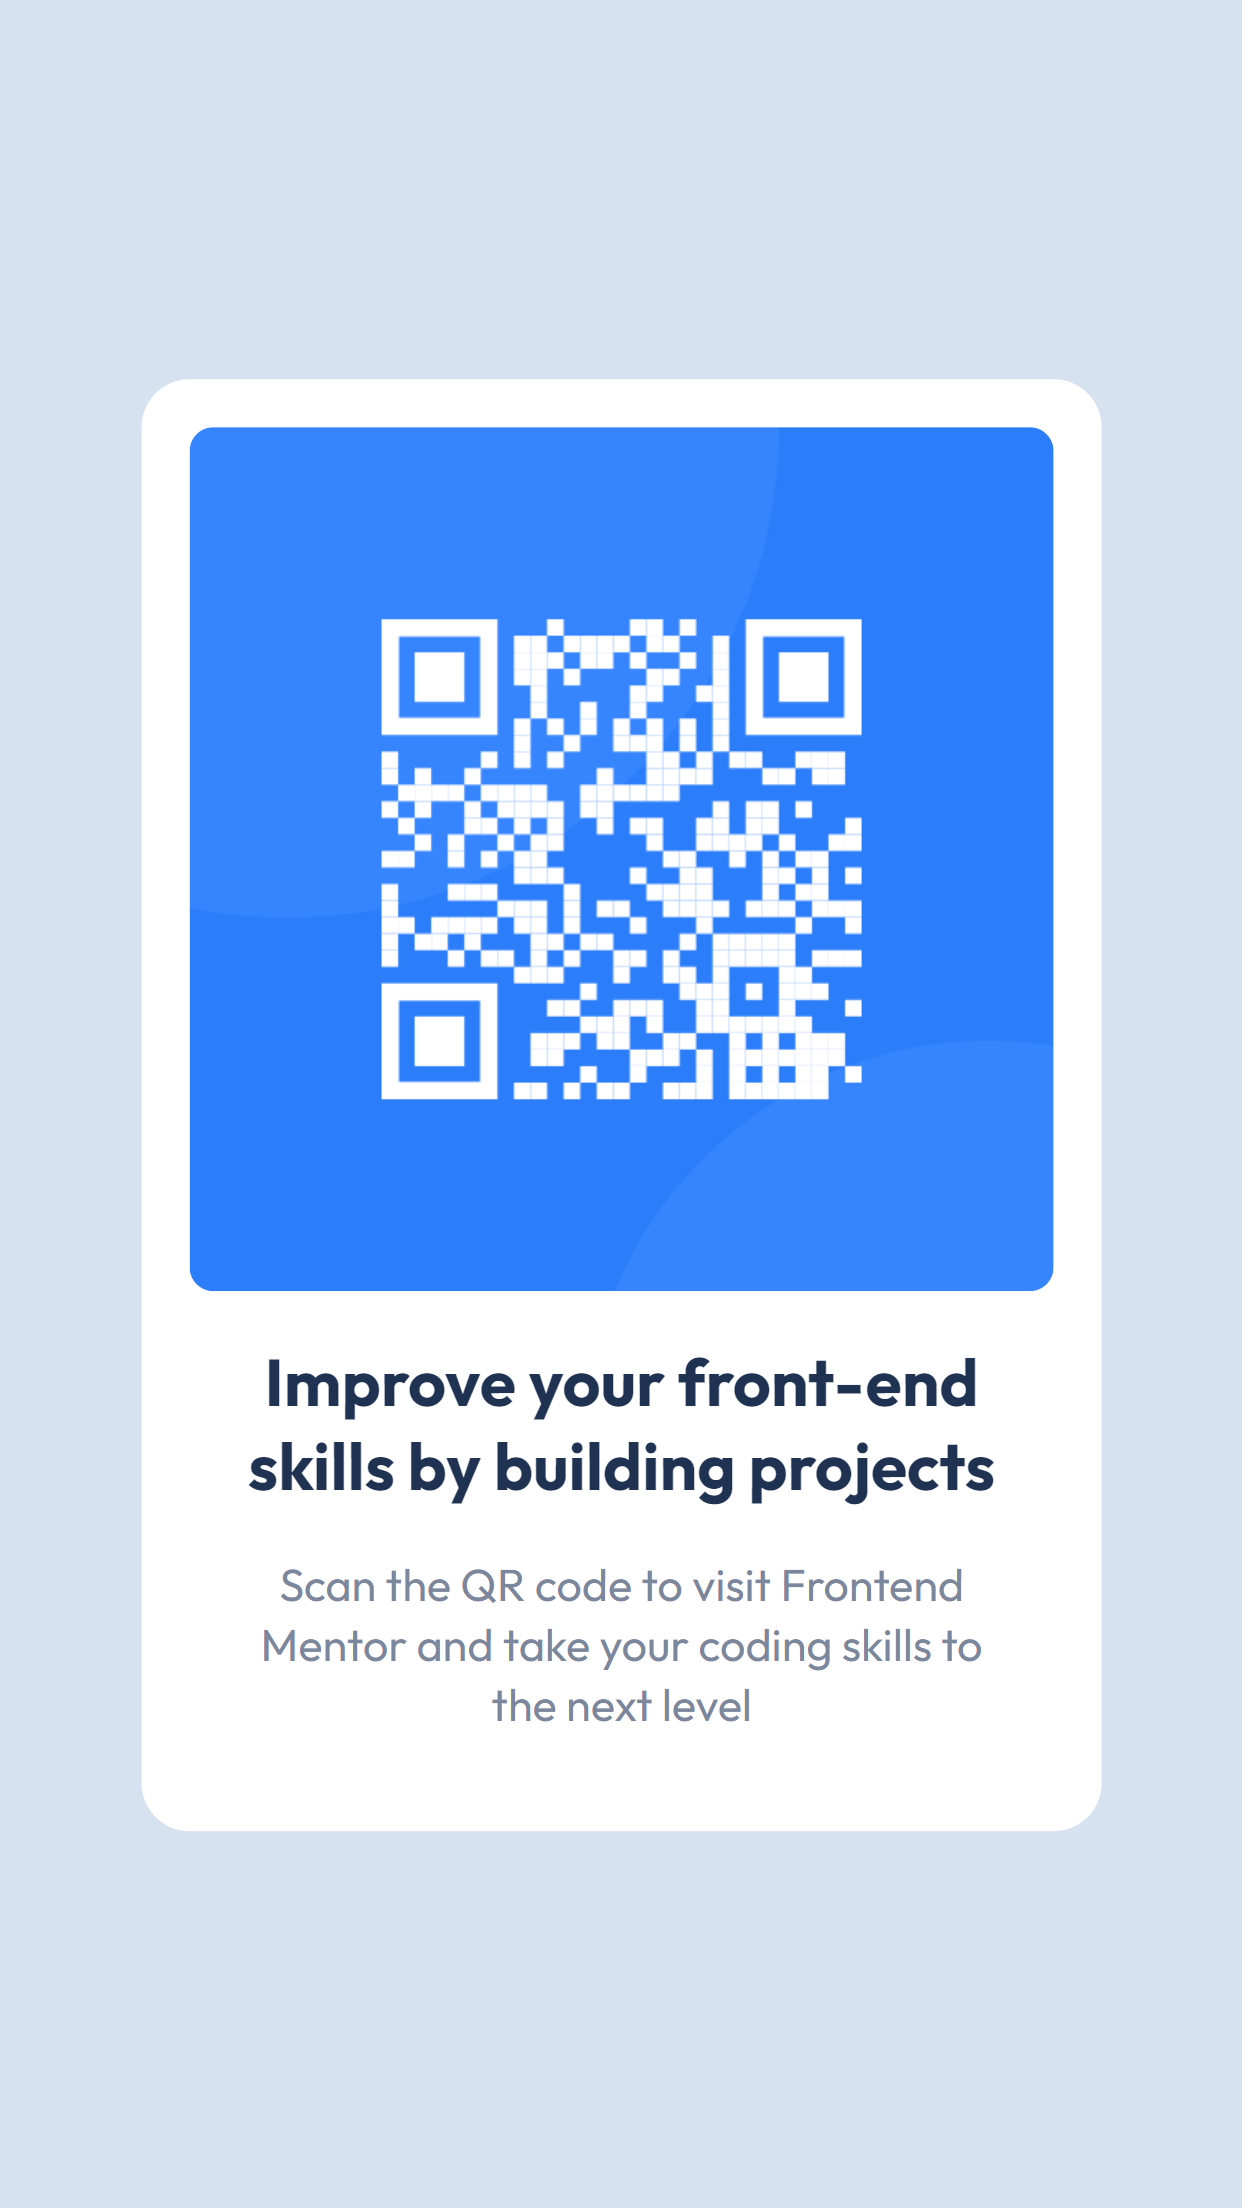 Improve your front-end
skills by building projects
Scan the QR code to visit Frontend
Mentor and take your coding skills to
the next level